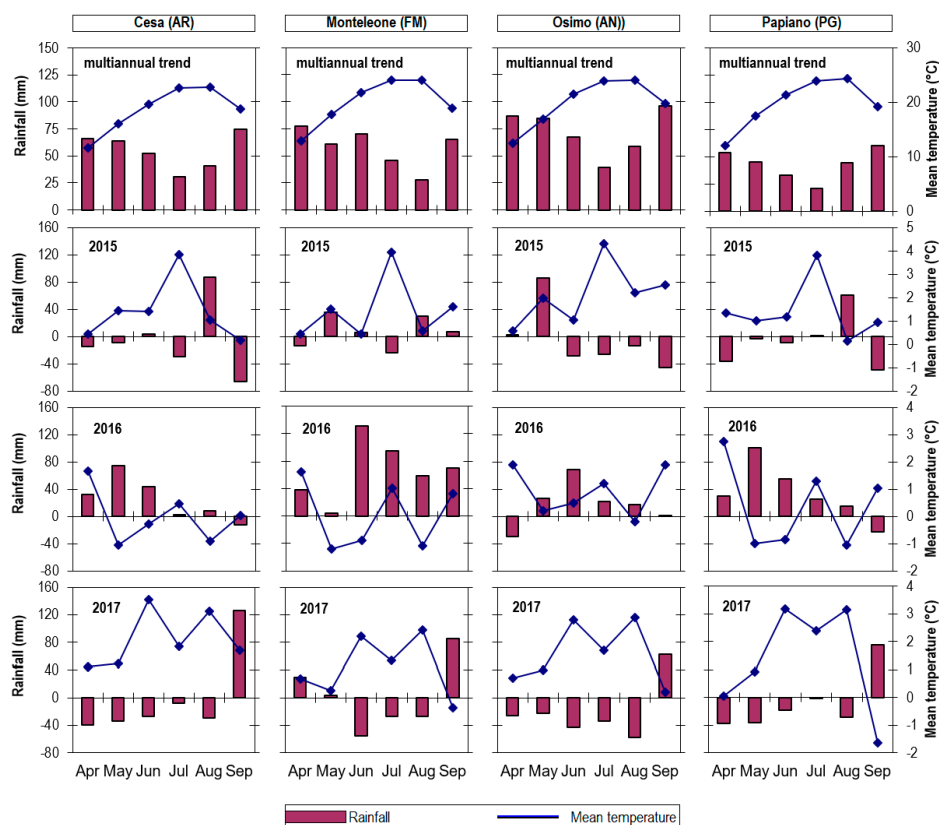 Cesa (AR) Monteleone (FM) Osimo (AN)) Papiano (PG)
150 30
multiannual trend multiannual trend multiannual trend multiannual trend
125
100 20
75
50 10
25
0 0
Rainfall (mm) Mean temperature (°C)
160 5
2015 2015 2015 2015
120 4
80 3
40 2
0 1
-40 0
-80 -1
-2
Rainfall (mm) Mean temperature (°C)
160 4
2016 2016 2016 2016
120 3
80 2
40 1
0 0
-40 -1
-80 -2
Rainfall (mm) Mean temperature (°C)
160 4
2017 2017 2017 2017
120 3
80 2
40 1
0 0
-40 -1
-80 -2
Rainfall (mm) Mean temperature (°C)
Apr May Jun Jul Aug Sep Apr May Jun Jul Aug Sep Apr May Jun Jul Aug Sep Apr May Jun Jul Aug Sep
Rainfall Mean temperature